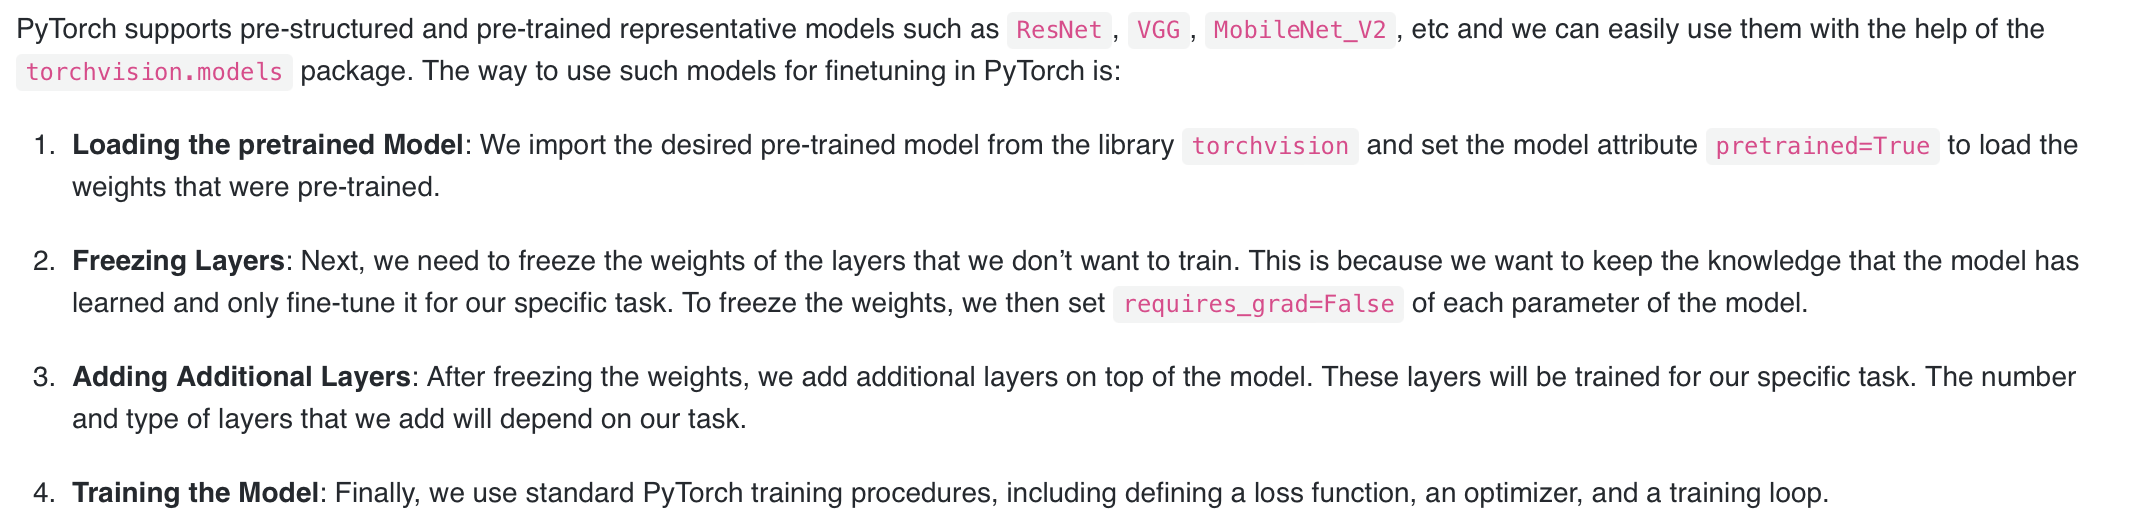 PyTorch supports pre-structured and pre-trained representative models such as ResNet , VGG , MobileNet_V2 , etc and we can easily use them with the help of the
torchvision.models package. The way to use such models for finetuning in PyTorch is:
1. Loading the pretrained Model: We import the desired pre-trained model from the library torchvision and set the model attribute pretrained=True to load the
weights that were pre-trained.
2. Freezing Layers: Next, we need to freeze the weights of the layers that we don’t want to train. This is because we want to keep the knowledge that the model has
learned and only fine-tune it for our specific task. To freeze the weights, we then set requires_grad=False of each parameter of the model.
3. Adding Additional Layers: After freezing the weights, we add additional layers on top of the model. These layers will be trained for our specific task. The number
and type of layers that we add will depend on our task.
4. Training the Model: Finally, we use standard PyTorch training procedures, including defining a loss function, an optimizer, and a training loop.